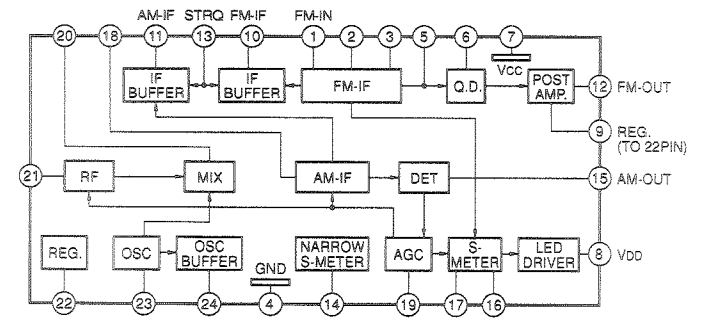 AM-IF STRQ FM-IF FM-IN
20 18 11 13 10 1 2 3 5 6 7
Vcc
IF
BUFFER
IF
BUFFER
FM-IF
Q.D.
POST
AMP.
12 FM-OUT
9 REG.
(TO 22PIN)
21 RF MIX AM-IF DET 15 AM-OUT
REG. OSC
OSC
BUFFER
GND
NARROW
S-METER
AGC
S-
METER
LED
DRIVER
8 VDD
22 23 24 4 14 19 17 16